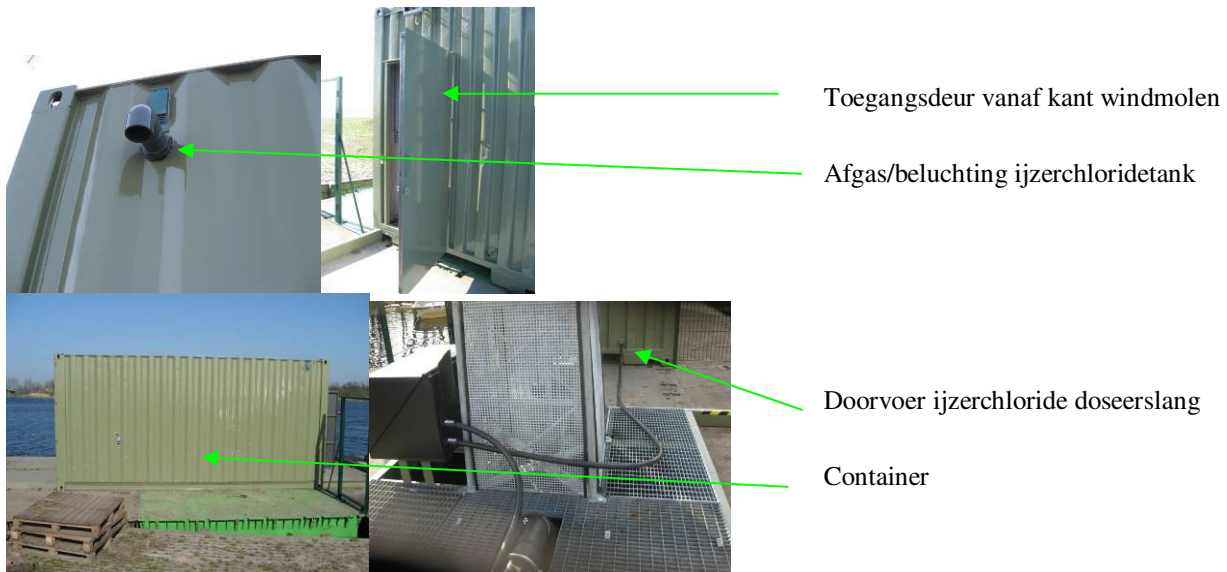 Toegangsdeur vanaf kant windmolen
Afgas/beluchting ijzerchloridetank
Doorvoer ijzerchloride doseerslang
Container